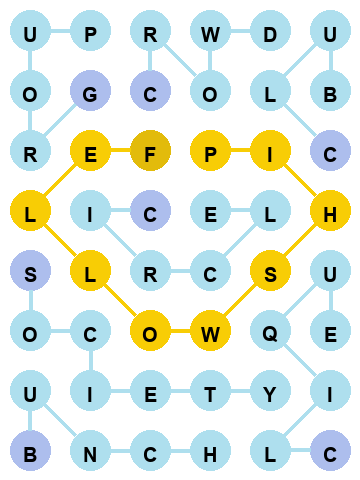 U P R W D U
O G C O L B
R E F P I C
L I C E L H
S L R C S U
O C O W Q E
U I E T Y I
B N C H L C